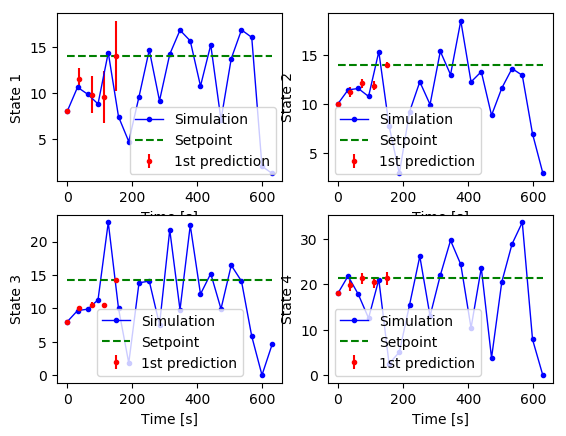 State 1
15
10
5
0
200
400
600
Time [s]
Simulation
Setpoint
1st prediction
State 2
15
10
5
0
200
400
600
Time [s]
Simulation
Setpoint
1st prediction
State 3
20
15
10
5
0
0
200
400
600
Time [s]
Simulation
Setpoint
1st prediction
State 4
30
20
10
0
0
200
400
600
Time [s]
Simulation
Setpoint
1st prediction